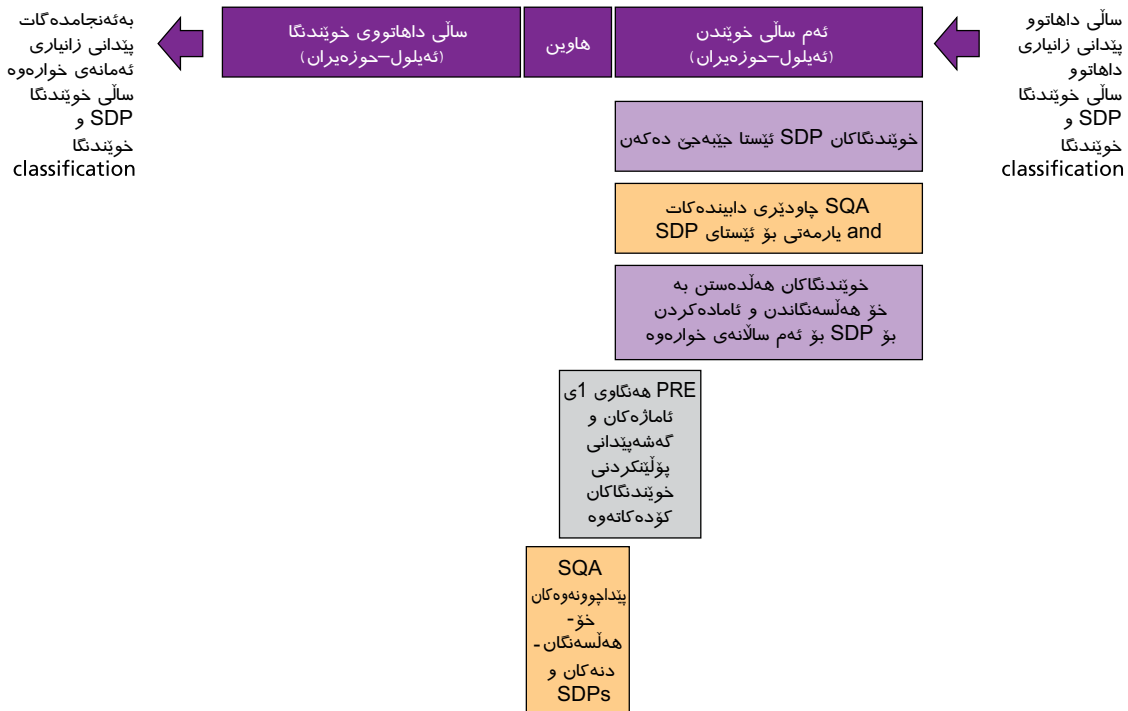 ساڵی داهاتوو
پێدانی زانیاری
داهاتوو
ساڵی خوێندنگا
و SDP
خوێندنگا
classification
ئەم ساڵی خوێندن
(ئەیلول–حوزەیران)
هاوین
ساڵی داهاتووی خوێندنگا
(ئەیلول–حوزەیران)
بەئەنجامدەگات
پێدانی زانیاری
ئەمانەی خوارەوە
ساڵی خوێندنگا
و SDP
خوێندنگا
classification
خوێندنگاکان SDP ئێستا جێبەجێ دەکەن
SQA چاودێری دابیندەکات
and یارمەتی بۆ ئێستای SDP
خوێندنگاکان هەڵدەستن بە
خۆ هەڵسەنگاندن و ئامادەکردن
بۆ SDP بۆ ئەم ساڵانەی خوارەوە
PRE هەنگاوی 1ی
ئاماژەکان و
گەشەپێدانی
پۆڵێنکردنی
خوێندنگاکان
کۆدەکاتەوە
SQA
پێداچوونەوەکان
خۆ-
هەڵسەنگان-
دنەکان و
SDPs